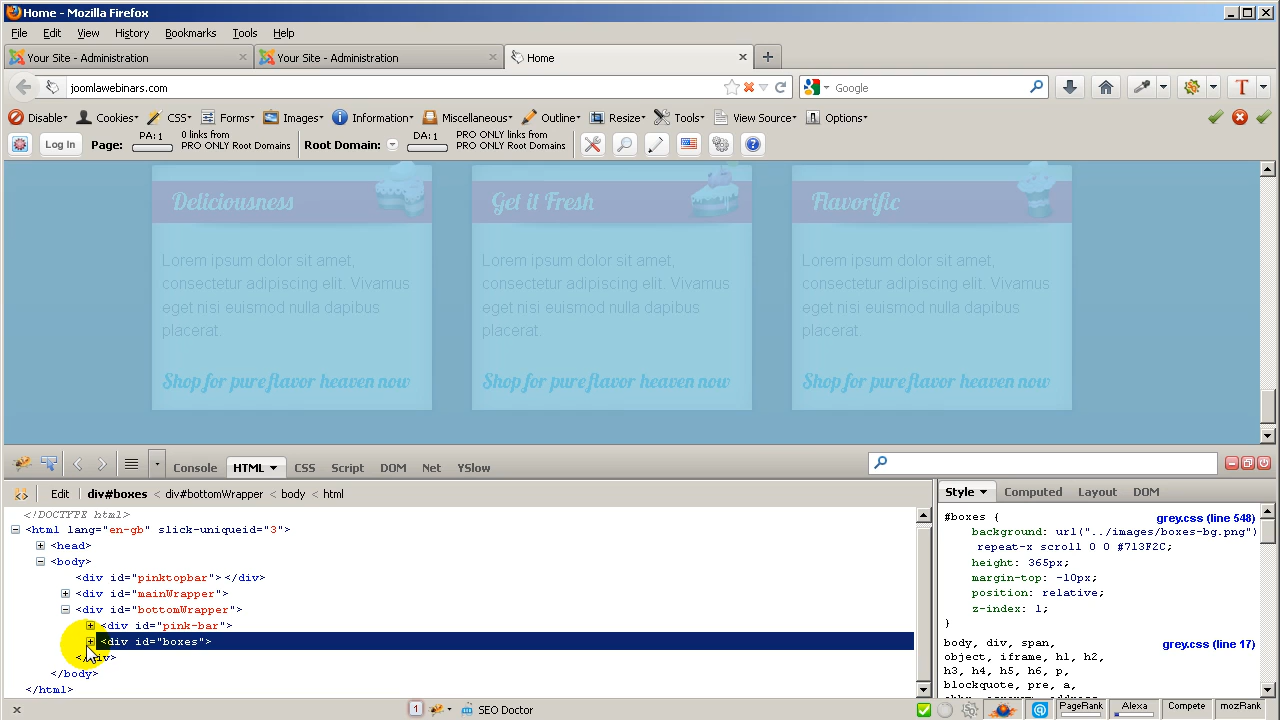 Home - Mozilla Firefox
File Edit View History Bookmarks Tools Help
Your Site - Administration Your Site - Administration Home
Google
Disable Cookies CSS Forms Images Information Miscellaneous Outline Resize Tools View Source Options
Log In Page: PA: 1 0 links from PRO ONLY Root Domains Root Domain: DA: 1 PRO ONLY links from PRO ONLY Root Domains
Deliciousness Get it Fresh Flavorific
Lorem ipsum dolor sit amet,
consectetur adipiscing elit. Vivamus
eget nisi euismod nulla dapibus
placerat.
Shop for pure flavor heaven now
Lorem ipsum dolor sit amet,
consectetur adipiscing elit. Vivamus
eget nisi euismod nulla dapibus
placerat.
Shop for pure flavor heaven now
Lorem ipsum dolor sit amet,
consectetur adipiscing elit. Vivamus
eget nisi euismod nulla dapibus
placerat.
Shop for pure flavor heaven now
Console HTML CSS Script DOM Net YSlow
Edit div#boxes < div#bottomWrapper < body < html
<!DOCTYPE html>
<html lang="en-gb" slick-uniqueid="3">
<head>
<body>
<div id="pinktopbar"></div>
<div id="mainWrapper">
<div id="bottomWrapper">
<div id="pink-bar">
<div id="boxes">
</div>
</body>
</html>
Style Computed Layout DOM
#boxes { grey.css (line 548)
background: url("../images/boxes-bg.png")
repeat-x scroll 0 0 #713F2C;
height: 365px;
margin-top: -10px;
position: relative;
z-index: 1;
}
body, div, span, grey.css (line 17)
object, iframe, h1, h2,
h3, h4, h5, h6, p,
blockquote, pre, a,
1 SEO Doctor PageRank Alexa ompete mozRank